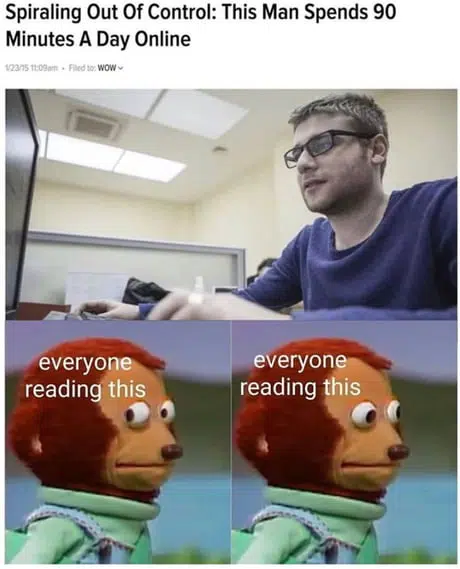 Spiraling Out Of Control: This Man Spends 90
Minutes A Day Online
1/23/15 11:09am • Filed to: WOW
everyone
reading this
everyone
reading this